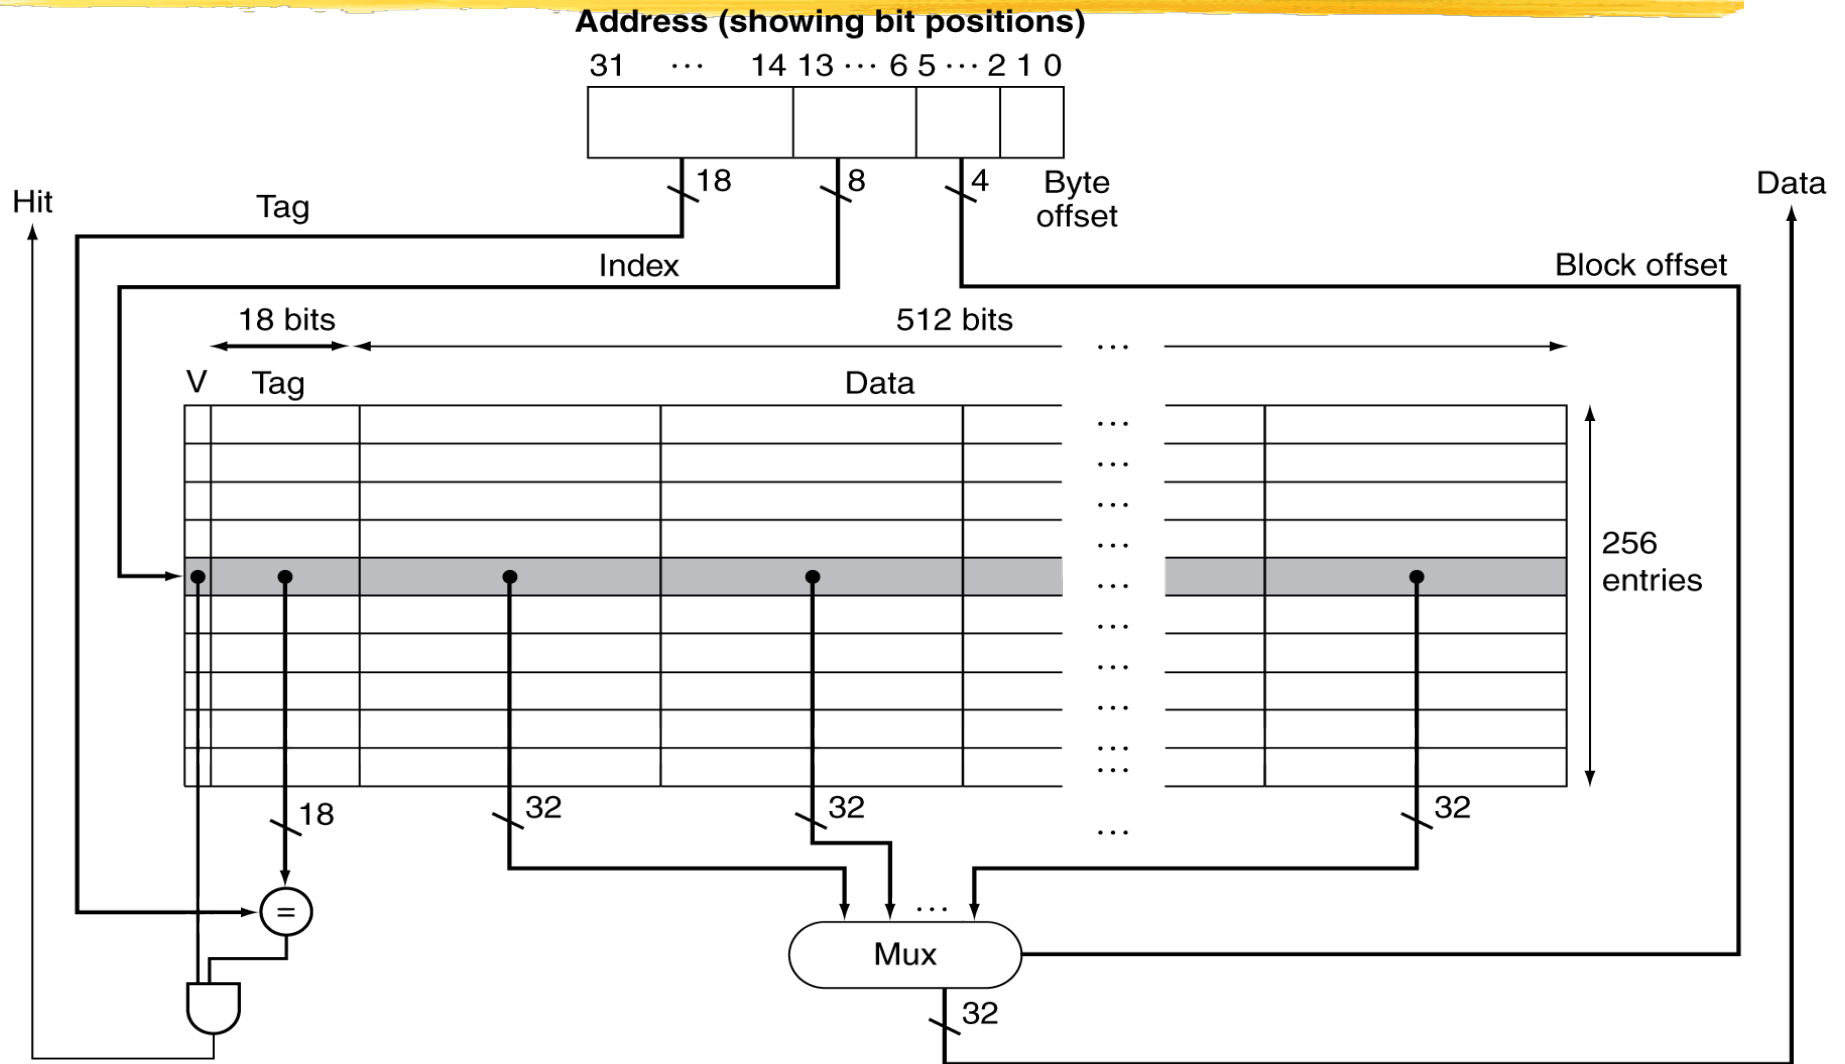 Address (showing bit positions)
31 ··· 14 13 ··· 6 5 ··· 2 1 0
18 8 4 Byte
offset
Hit
Tag
Data
Index
Block offset
18 bits
512 bits
···
V Tag Data
···
···
···
···
···
···
···
···
···
···
256
entries
18 32 32 ··· 32
=
···
Mux
32